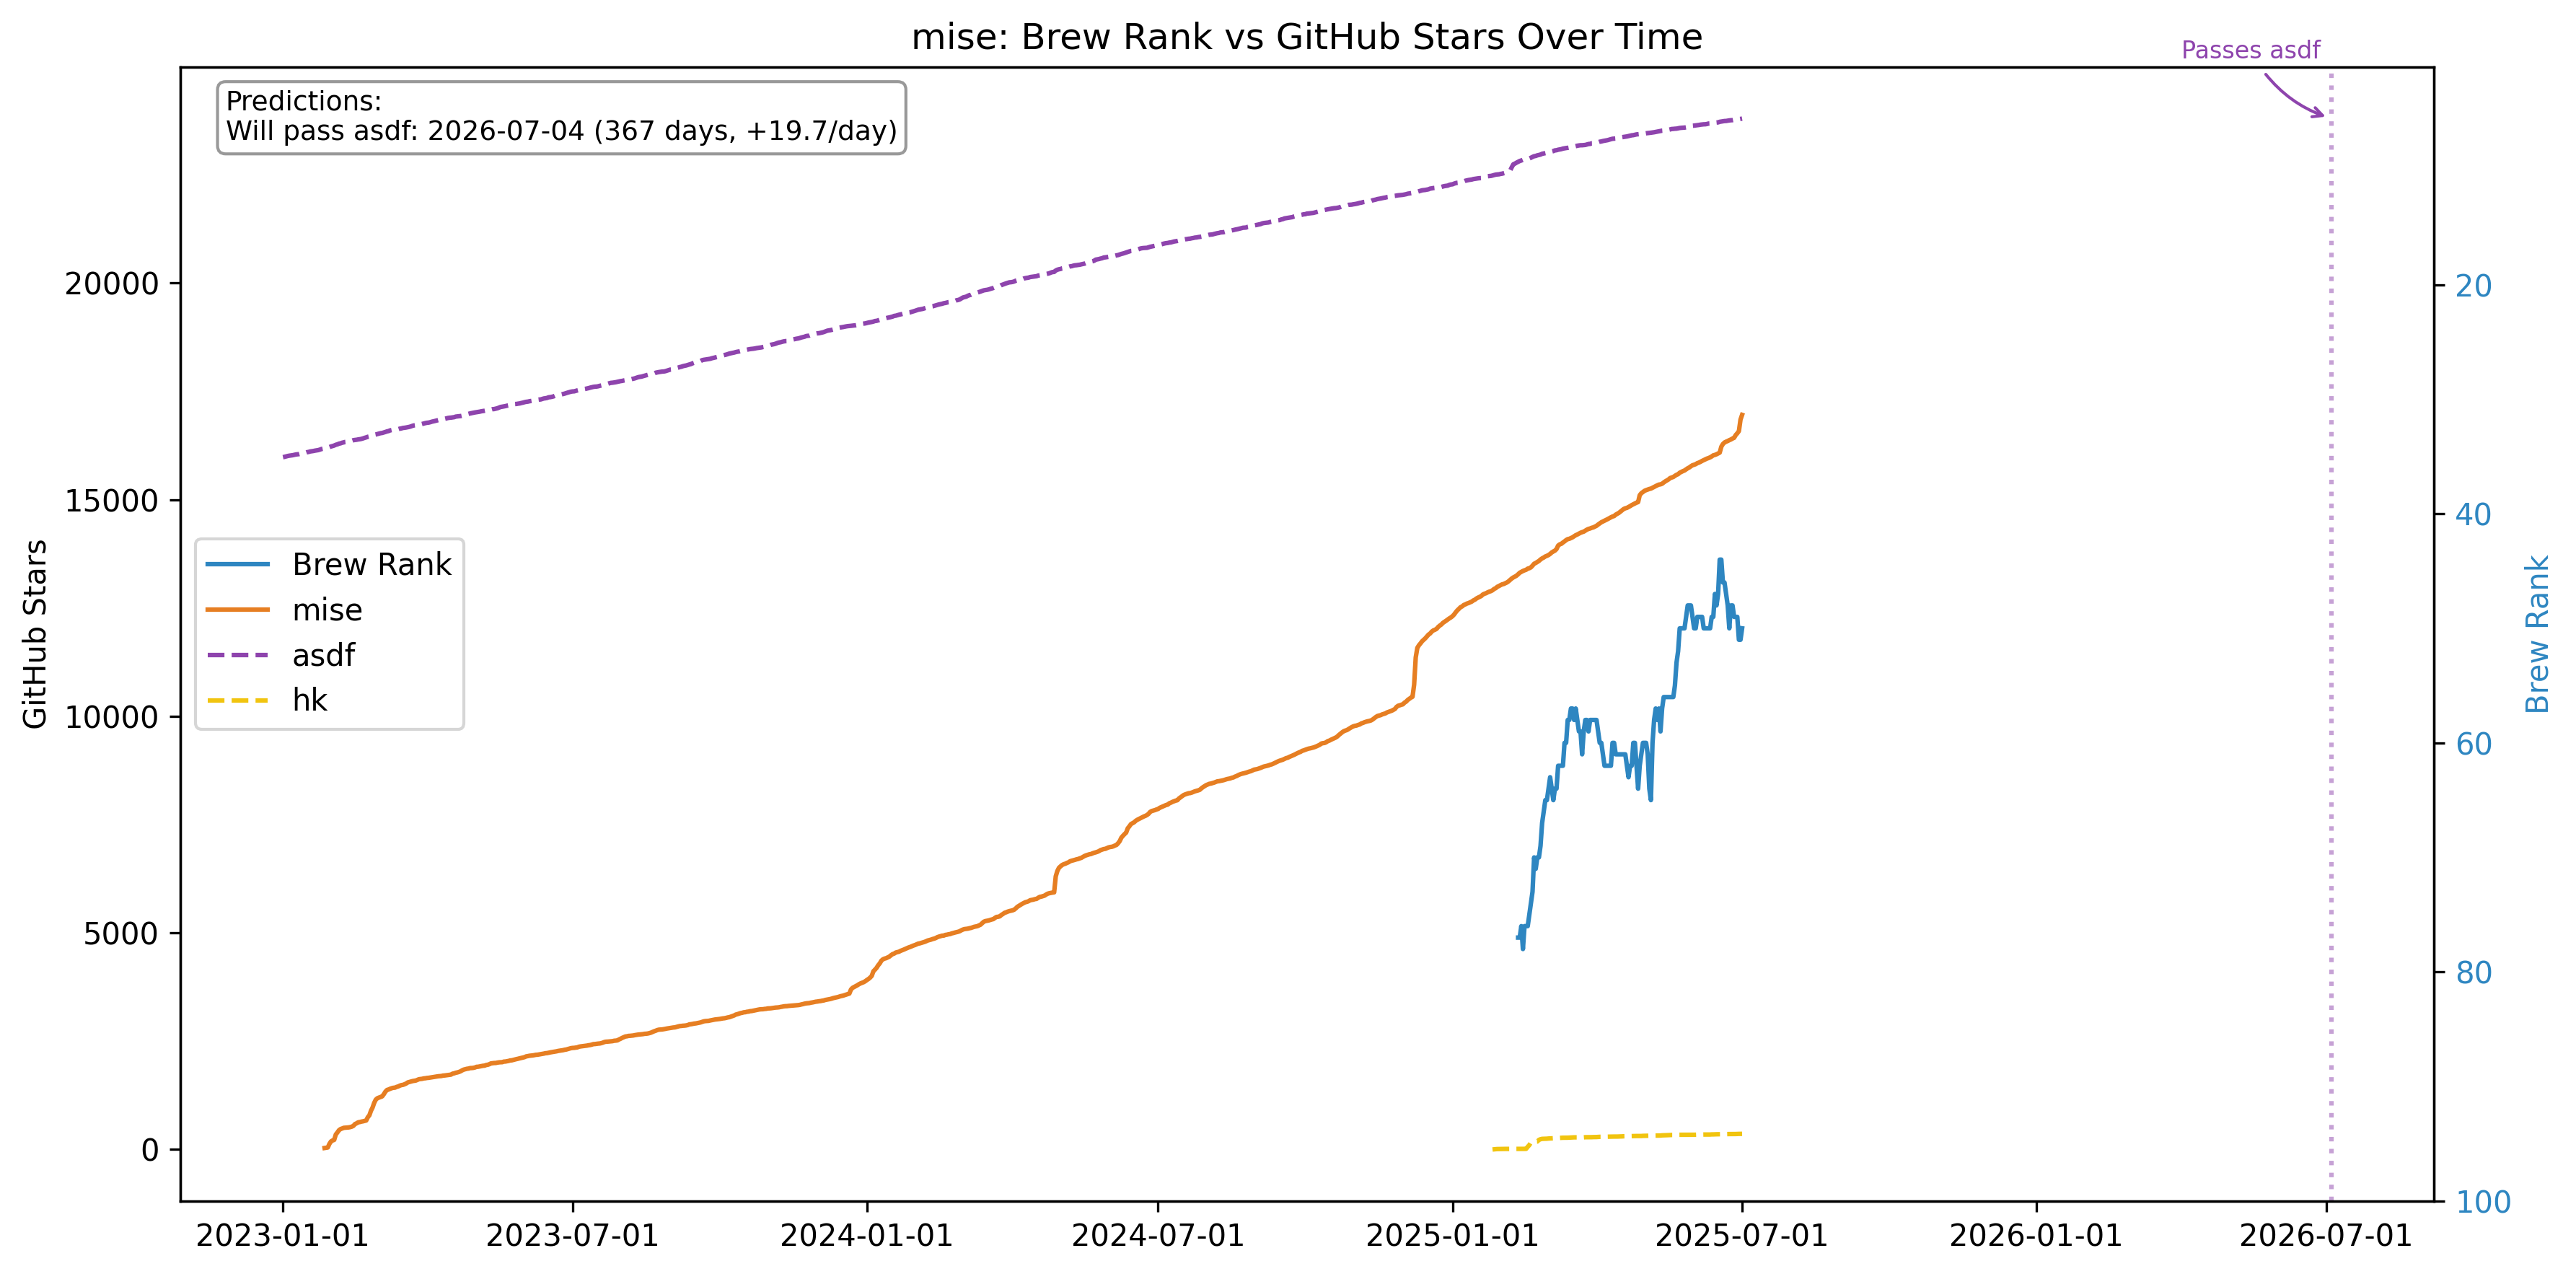 mise: Brew Rank vs GitHub Stars Over Time
Passes asdf
Predictions:
Will pass asdf: 2026-07-04 (367 days, +19.7/day)
GitHub Stars
20000
15000
10000
5000
0
Brew Rank
mise
asdf
hk
20
40
60
80
100
Brew Rank
2023-01-01
2023-07-01
2024-01-01
2024-07-01
2025-01-01
2025-07-01
2026-01-01
2026-07-01